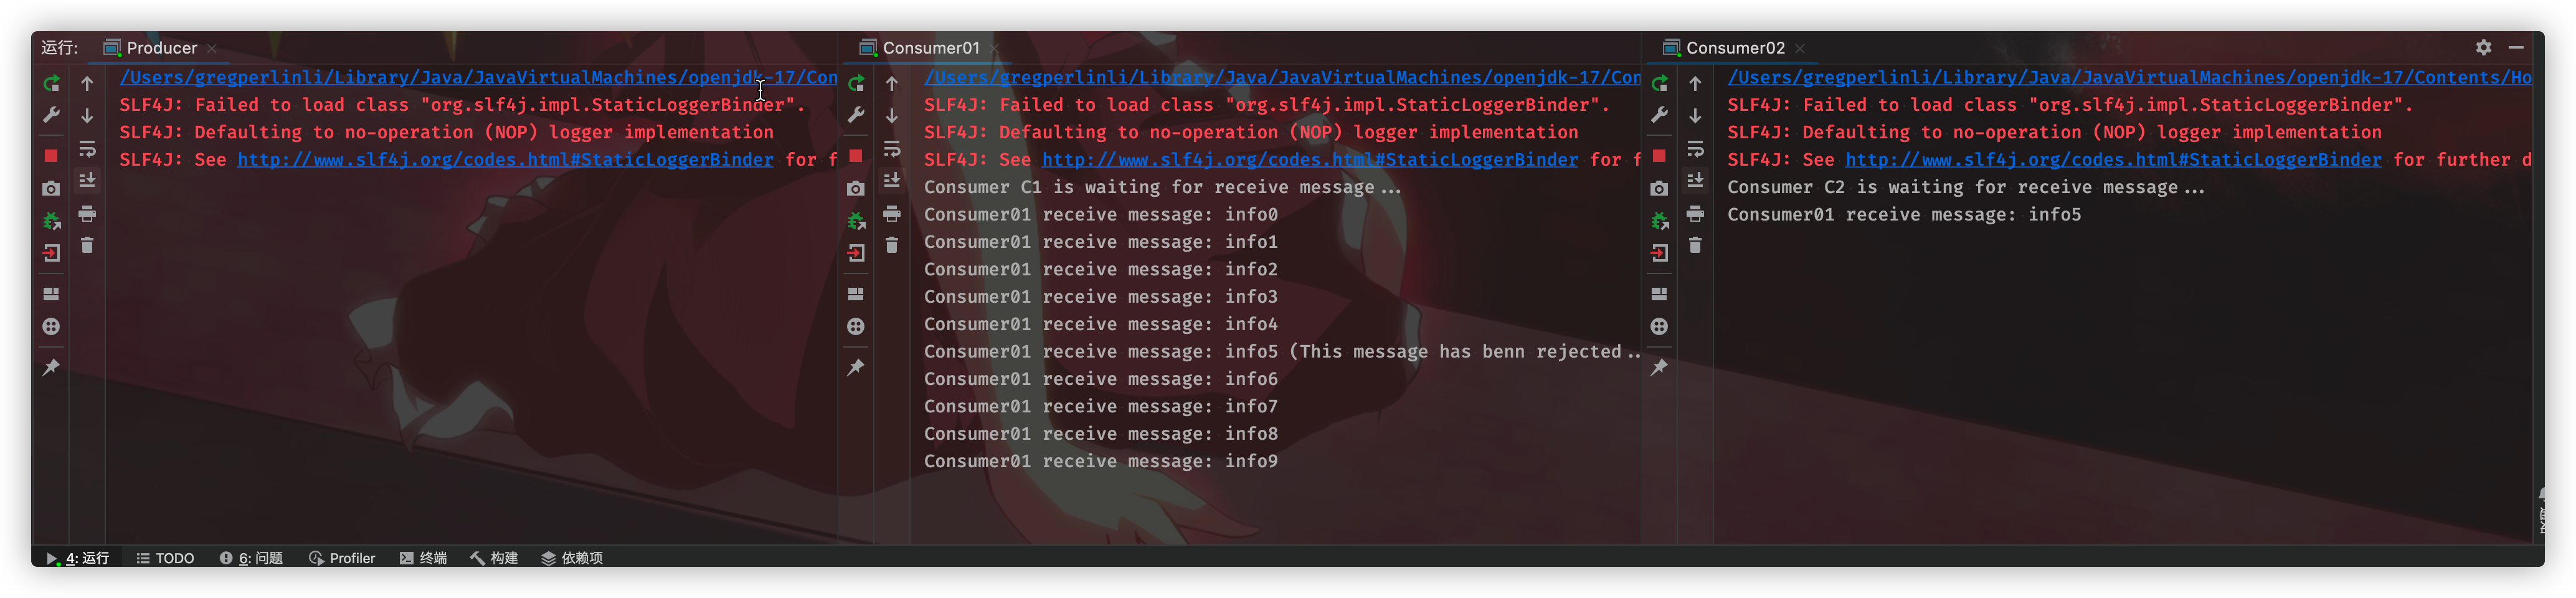 运行:
Producer
/Users/gregperlinli/Library/Java/JavaVirtualMachines/openjdk-17/Con
SLF4J: Failed to load class "org.slf4j.impl.StaticLoggerBinder".
SLF4J: Defaulting to no-operation (NOP) logger implementation
SLF4J: See http://www.slf4j.org/codes.html#StaticLoggerBinder for f
Consumer01
/Users/gregperlinli/Library/Java/JavaVirtualMachines/openjdk-17/Con
SLF4J: Failed to load class "org.slf4j.impl.StaticLoggerBinder".
SLF4J: Defaulting to no-operation (NOP) logger implementation
SLF4J: See http://www.slf4j.org/codes.html#StaticLoggerBinder for f
Consumer C1 is waiting for receive message...
Consumer01 receive message: info0
Consumer01 receive message: info1
Consumer01 receive message: info2
Consumer01 receive message: info3
Consumer01 receive message: info4
Consumer01 receive message: info5 (This message has benn rejected..
Consumer01 receive message: info6
Consumer01 receive message: info7
Consumer01 receive message: info8
Consumer01 receive message: info9
Consumer02
/Users/gregperlinli/Library/Java/JavaVirtualMachines/openjdk-17/Contents/Ho
SLF4J: Failed to load class "org.slf4j.impl.StaticLoggerBinder".
SLF4J: Defaulting to no-operation (NOP) logger implementation
SLF4J: See http://www.slf4j.org/codes.html#StaticLoggerBinder for further d
Consumer C2 is waiting for receive message...
Consumer01 receive message: info5
4: 运行 TODO 6: 问题 Profiler 终端 构建 依赖项